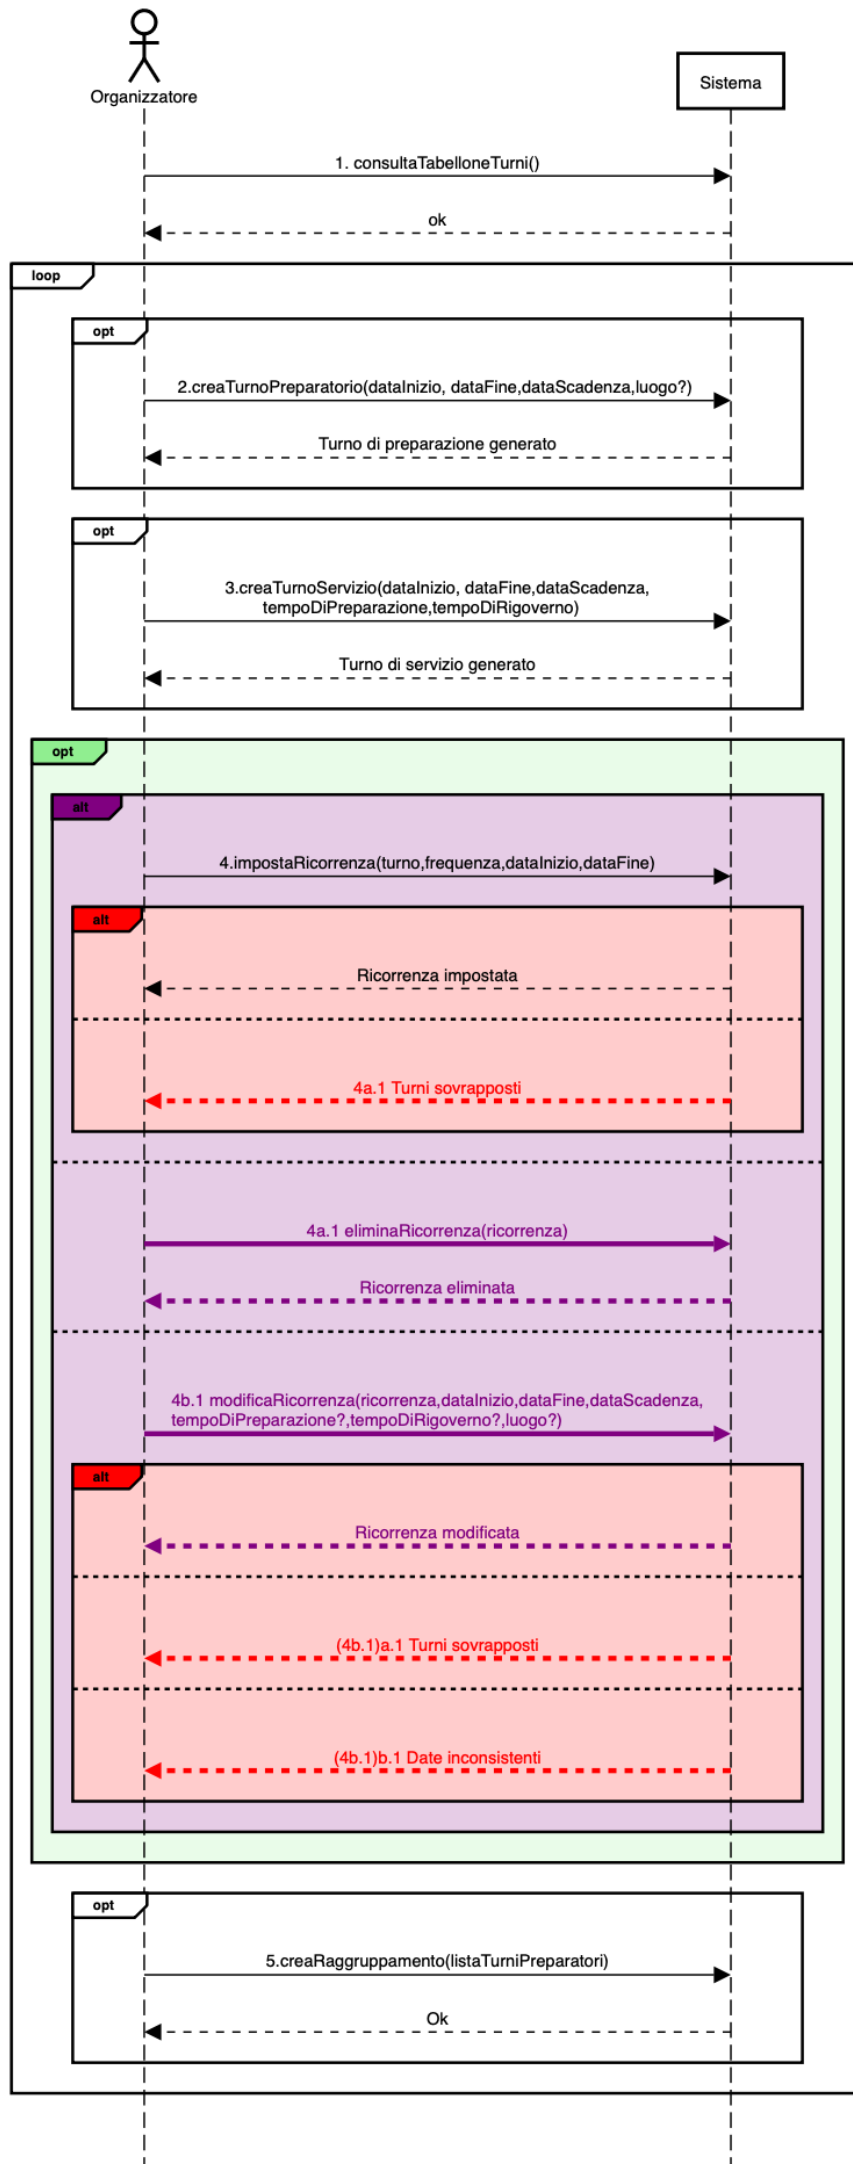 Organizzatore
Sistema
1. consultaTabelloneTurni()
ok
loop
opt
2.creaTurnoPreparatorio(dataInizio, dataFine,dataScadenza,luogo?)
Turno di preparazione generato
opt
3.creaTurnoServizio(dataInizio, dataFine,dataScadenza,
tempoDiPreparazione,tempoDiRigoverno)
Turno di servizio generato
opt
alt
4.impostaRicorrenza(turno,frequenza,dataInizio,dataFine)
alt
Ricorrenza impostata
4a.1 Turni sovrapposti
4a.1 eliminaRicorrenza(ricorrenza)
Ricorrenza eliminata
4b.1 modificaRicorrenza(ricorrenza,dataInizio,dataFine,dataScadenza,
tempoDiPreparazione?,tempoDiRigoverno?,luogo?)
alt
Ricorrenza modificata
(4b.1)a.1 Turni sovrapposti
(4b.1)b.1 Date inconsistenti
opt
5.creaRaggruppamento(listaTurniPreparatori)
Ok